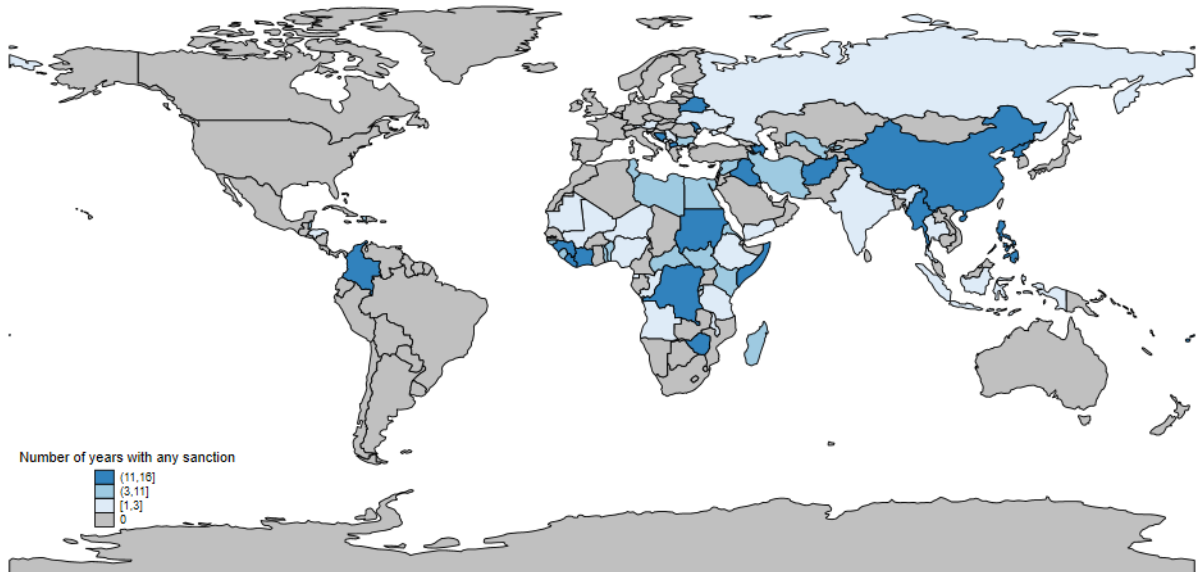 Number of years with any sanction
(11,16]
(3,11]
[1,3]
0